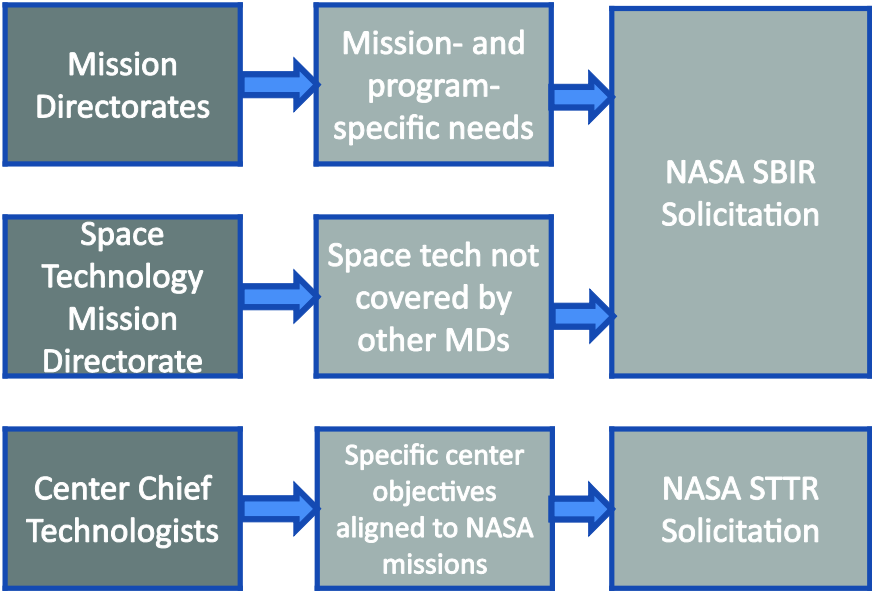 Mission
Directorates
Mission- and
program-
specific needs
NASA SBIR
Solicitation
Space
Technology
Mission
Directorate
Space tech not
covered by
other MDs
Center Chief
Technologists
Specific center
objectives
aligned to NASA
missions
NASA STTR
Solicitation